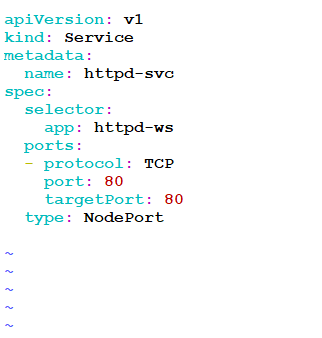 apiVersion: v1
kind: Service
metadata:
  name: httpd-svc
spec:
  selector:
    app: httpd-ws
  ports:
  - protocol: TCP
    port: 80
    targetPort: 80
  type: NodePort
~
~
~
~
~